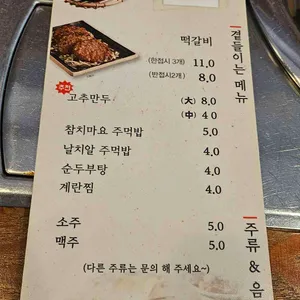 곁들이는 메뉴
떡갈비
(한접시 3개) 11,0
(반접시2개) 8,0
추천
고추만두 (大) 8,0
(中) 4 0
참치마요 주먹밥 5,0
날치알 주먹밥 4,0
순두부탕 4,0
계란찜 4,0
주류 & 음
소주 5,0
맥주 5,0
(다른 주류는 문의 해 주세요~)